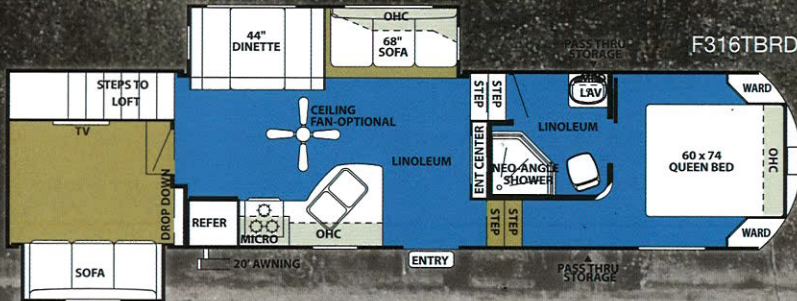 F316TBRD
44"
DINETTE
OHC
68"
SOFA
PASS THRU
STORAGE
STEPS TO
LOFT
TV
CEILING
FAN-OPTIONAL
LINOLEUM
STEP
STEP
ENT CENTER
LAV
LINOLEUM
NEO-ANGLE
SHOWER
WARD
60 x 74
QUEEN BED
OHC
WARD
DROP DOWN
REFER
MICRO
OHC
STEP
STEP
SOFA
20' AWNING
ENTRY
PASS THRU
STORAGE